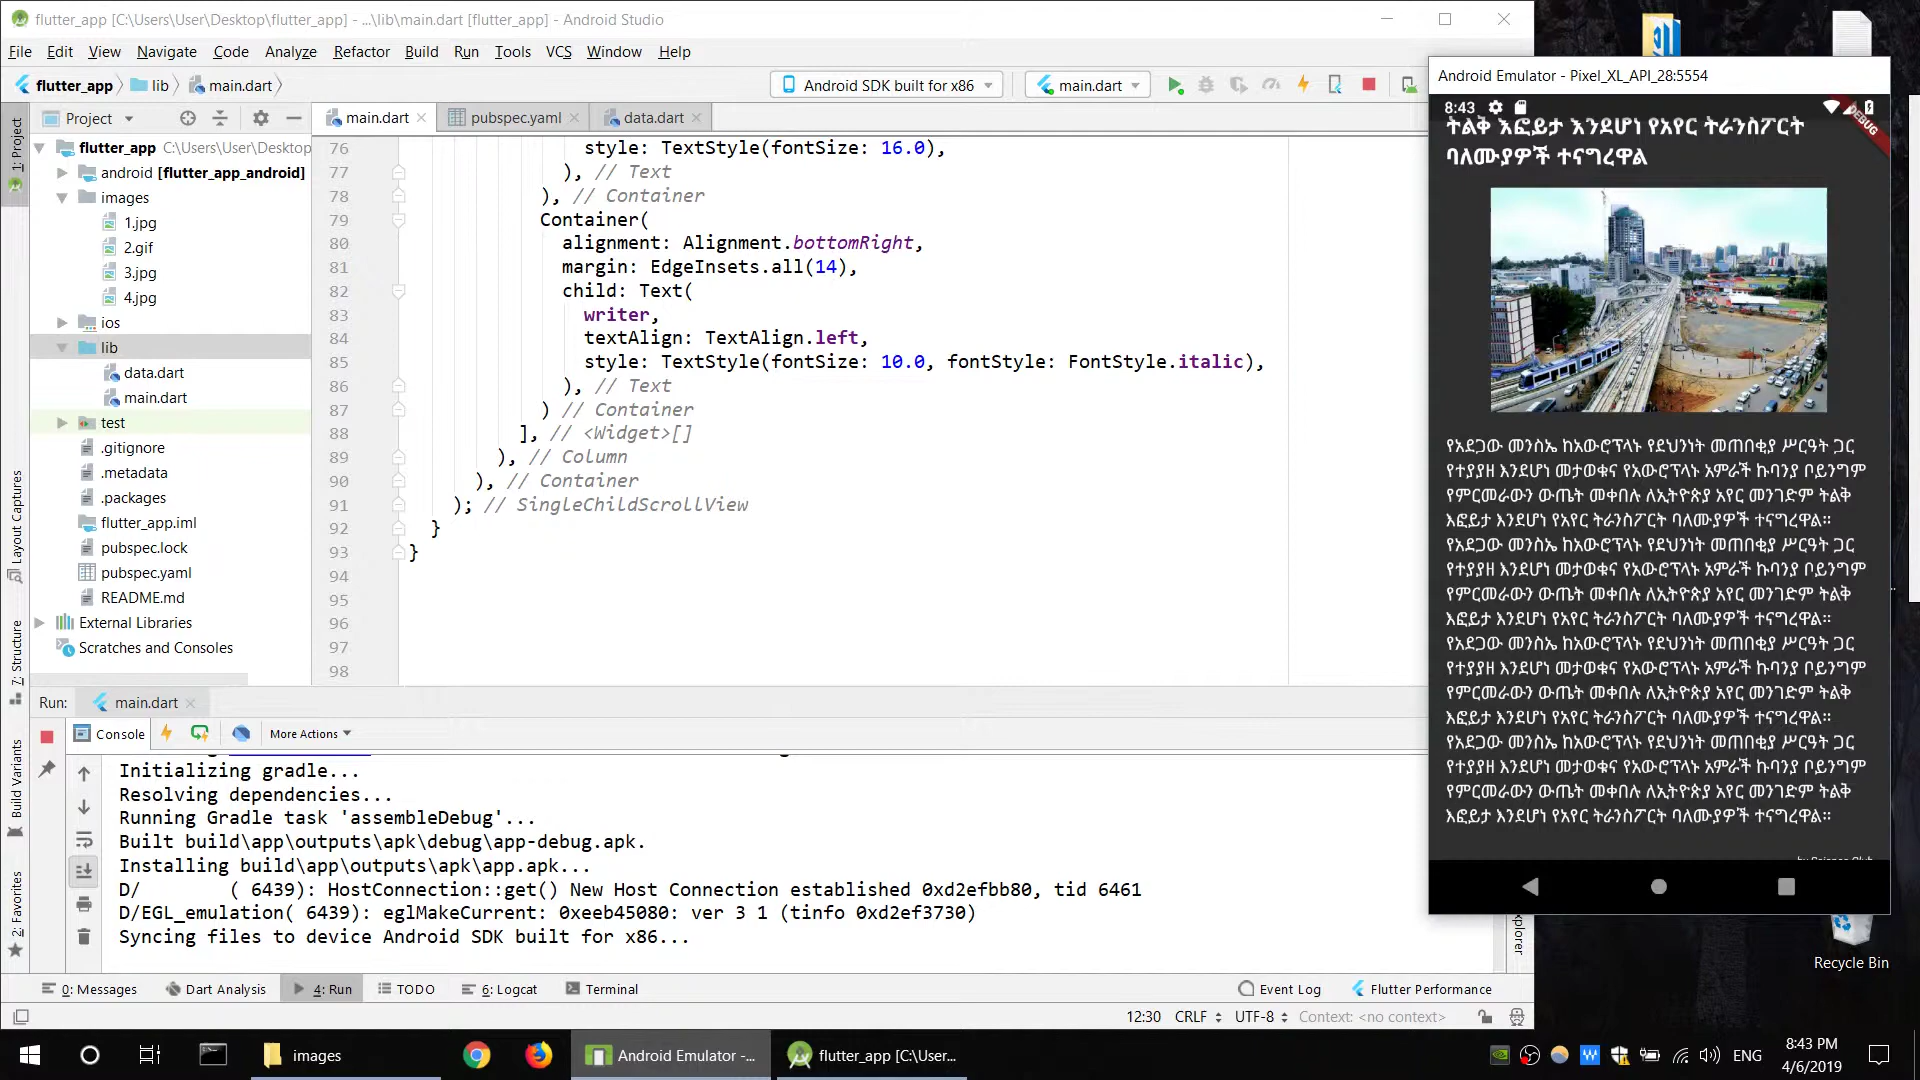 flutter_app [C:\Users\User\Desktop\flutter_app] - ...\lib\main.dart [flutter_app] - Android Studio
File Edit View Navigate Code Analyze Refactor Build Run Tools VCS Window Help
flutter_app lib main.dart
Android SDK built for x86
main.dart
Project
main.dart
pubspec.yaml
data.dart
flutter_app C:\Users\User\Desktop
android [flutter_app_android]
images
1.jpg
2.gif
3.jpg
4.jpg
ios
lib
data.dart
main.dart
test
.gitignore
.metadata
.packages
flutter_app.iml
pubspec.lock
pubspec.yaml
README.md
External Libraries
Scratches and Consoles
1: Project
Layout Captures
7: Structure
Build Variants
2: Favorites
76 style: TextStyle(fontSize: 16.0),
77 ), // Text
78 ), // Container
79 Container(
80 alignment: Alignment.bottomRight,
81 margin: EdgeInsets.all(14),
82 child: Text(
83 writer,
84 textAlign: TextAlign.left,
85 style: TextStyle(fontSize: 10.0, fontStyle: FontStyle.italic),
86 ), // Text
87 ) // Container
88 ], // <Widget>[]
89 ), // Column
90 ), // Container
91 ); // SingleChildScrollView
92 }
93 }
94
95
96
97
98
Run: main.dart
Console
More Actions
Initializing gradle...
Resolving dependencies...
Running Gradle task 'assembleDebug'...
Built build\app\outputs\apk\debug\app-debug.apk.
Installing build\app\outputs\apk\app.apk...
D/ ( 6439): HostConnection::get() New Host Connection established 0xd2efbb80, tid 6461
D/EGL_emulation( 6439): eglMakeCurrent: 0xeeb45080: ver 3 1 (tinfo 0xd2ef3730)
Syncing files to device Android SDK built for x86...
0: Messages Dart Analysis 4: Run TODO 6: Logcat Terminal Event Log Flutter Performance
12:30 CRLF UTF-8 Context: <no context>
Android Emulator - Pixel_XL_API_28:5554
8:43
DEBUG
ትልቅ እፎይታ እንደሆነ የአየር ትራንስፖርት
ባለሙያዎች ተናግረዋል
የአደጋው መንስኤ ከአውሮፕላኑ የደህንነት መጠበቂያ ሥርዓት ጋር
የተያያዘ እንደሆነ መታወቁና የአውሮፕላኑ አምራች ኩባንያ ቦይንግም
የምርመራውን ውጤት መቀበሉ ለኢትዮጵያ አየር መንገድም ትልቅ
እፎይታ እንደሆነ የአየር ትራንስፖርት ባለሙያዎች ተናግረዋል።
የአደጋው መንስኤ ከአውሮፕላኑ የደህንነት መጠበቂያ ሥርዓት ጋር
የተያያዘ እንደሆነ መታወቁና የአውሮፕላኑ አምራች ኩባንያ ቦይንግም
የምርመራውን ውጤት መቀበሉ ለኢትዮጵያ አየር መንገድም ትልቅ
እፎይታ እንደሆነ የአየር ትራንስፖርት ባለሙያዎች ተናግረዋል።
የአደጋው መንስኤ ከአውሮፕላኑ የደህንነት መጠበቂያ ሥርዓት ጋር
የተያያዘ እንደሆነ መታወቁና የአውሮፕላኑ አምራች ኩባንያ ቦይንግም
የምርመራውን ውጤት መቀበሉ ለኢትዮጵያ አየር መንገድም ትልቅ
እፎይታ እንደሆነ የአየር ትራንስፖርት ባለሙያዎች ተናግረዋል።
የአደጋው መንስኤ ከአውሮፕላኑ የደህንነት መጠበቂያ ሥርዓት ጋር
የተያያዘ እንደሆነ መታወቁና የአውሮፕላኑ አምራች ኩባንያ ቦይንግም
የምርመራውን ውጤት መቀበሉ ለኢትዮጵያ አየር መንገድም ትልቅ
እፎይታ እንደሆነ የአየር ትራንስፖርት ባለሙያዎች ተናግረዋል።
Recycle Bin
images
Android Emulator -...
flutter_app [C:\User...
ENG
8:43 PM
4/6/2019